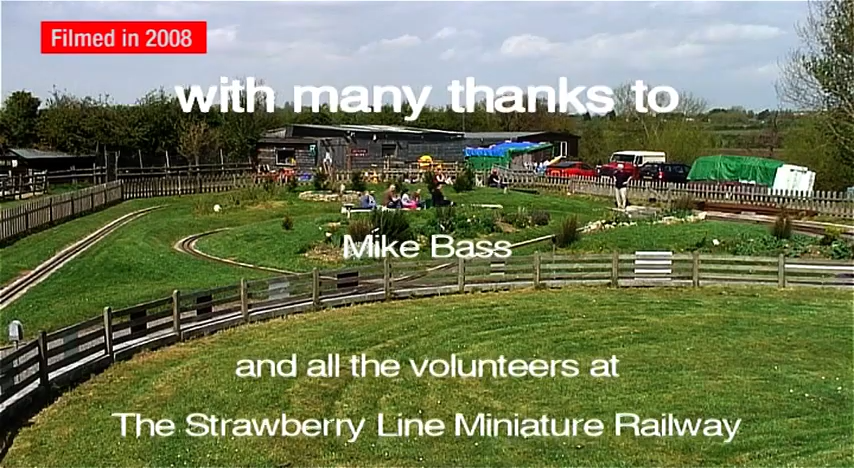 Filmed in 2008
with many thanks to
Mike Bass
and all the volunteers at
The Strawberry Line Miniature Railway